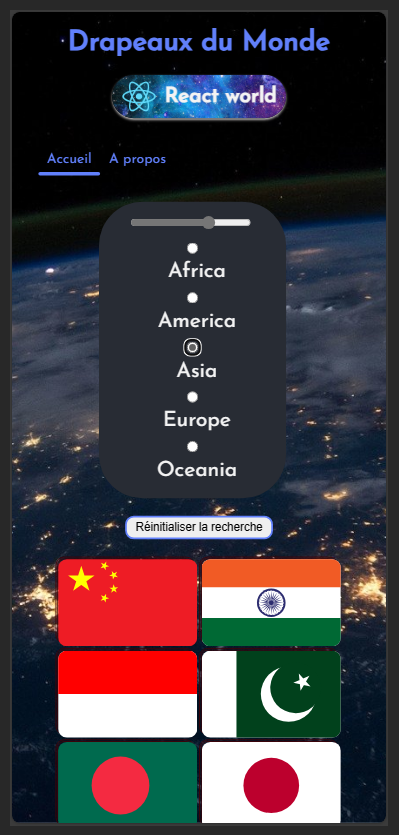 Drapeaux du Monde
React world
Accueil A propos
Africa
America
Asia
Europe
Oceania
Réinitialiser la recherche